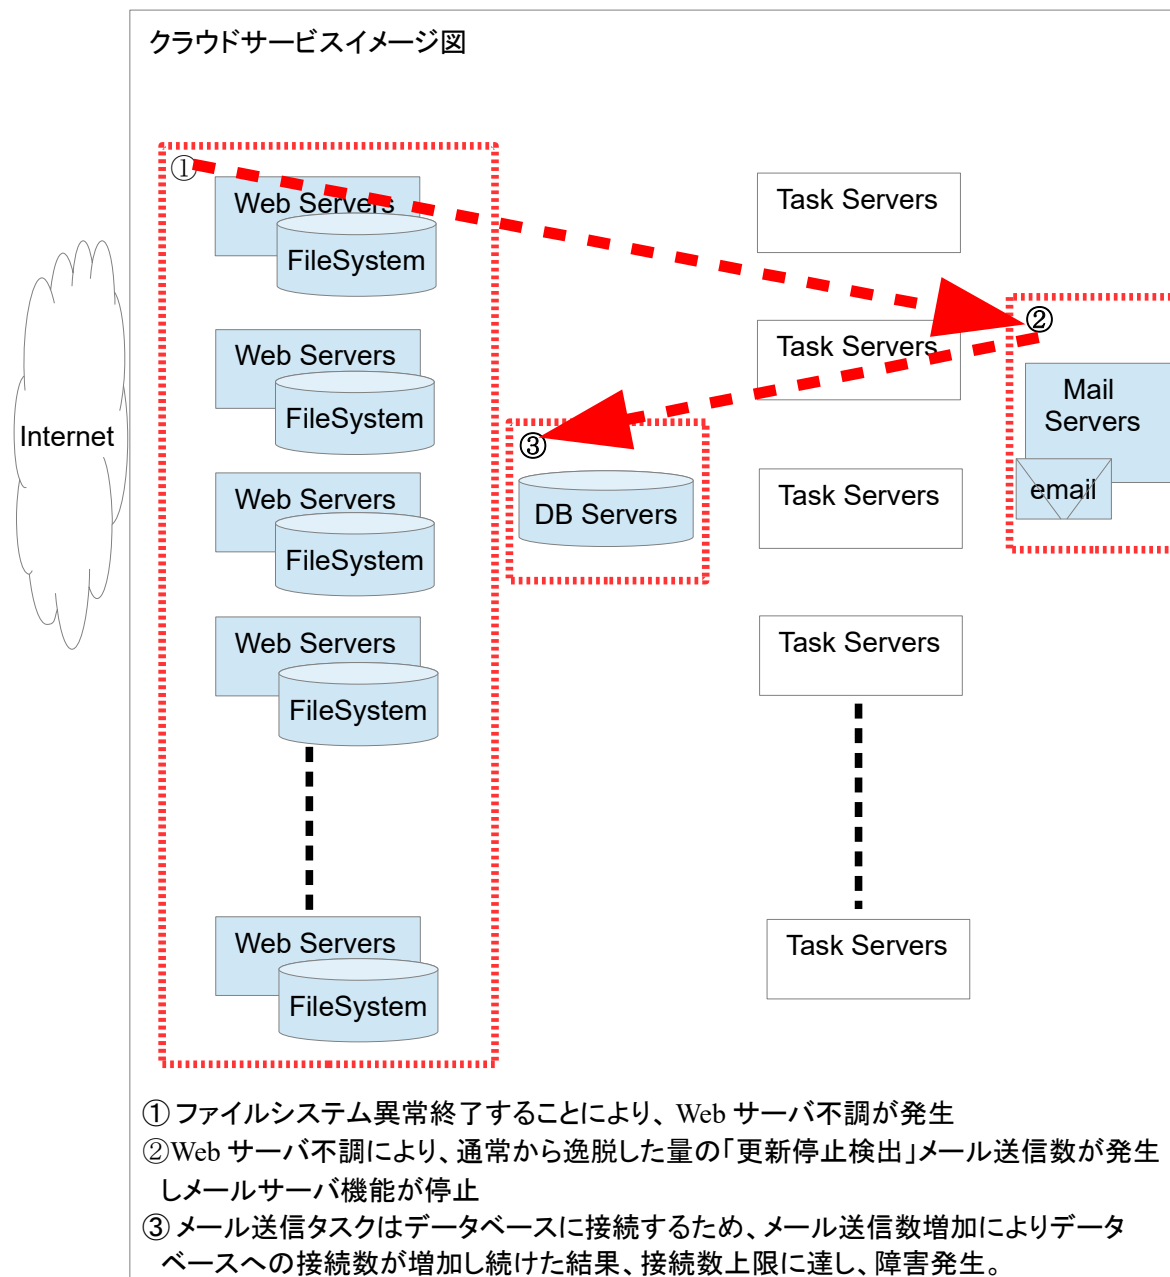 クラウドサービスイメージ図
①
Web Servers
FileSystem
Task Servers
②
Web Servers
FileSystem
Task Servers
Mail
Servers
email
Internet
③
DB Servers
Web Servers
FileSystem
Task Servers
Web Servers
FileSystem
Task Servers
Web Servers
FileSystem
Task Servers
① ファイルシステム異常終了することにより、Web サーバ不調が発生
②Web サーバ不調により、通常から逸脱した量の「更新停止検出」メール送信数が発生
しメールサーバ機能が停止
③ メール送信タスクはデータベースに接続するため、メール送信数増加によりデータ
ベースへの接続数が増加し続けた結果、接続数上限に達し、障害発生。